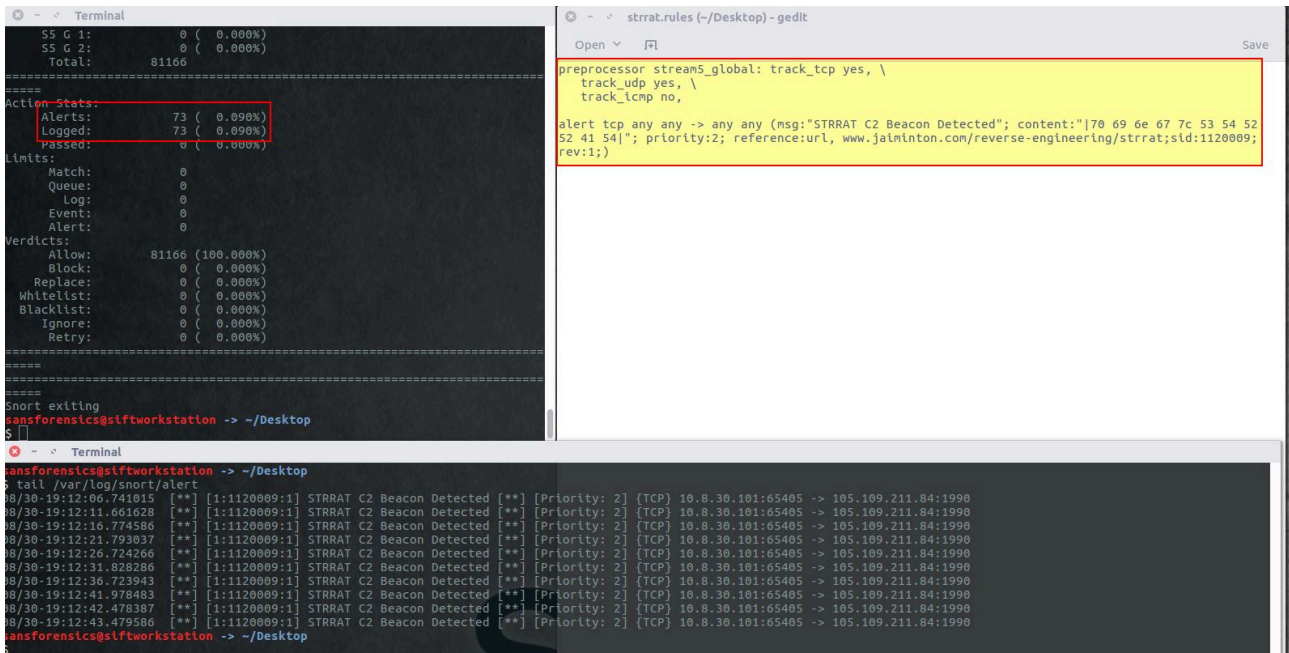 Terminal
S5 G 1: 0 ( 0.000%)
S5 G 2: 0 ( 0.000%)
Total: 81166
================================================================================
=====
Action Stats:
Alerts: 73 ( 0.090%)
Logged: 73 ( 0.090%)
Passed: 0 ( 0.000%)
Limits:
Match: 0
Queue: 0
Log: 0
Event: 0
Alert: 0
Verdicts:
Allow: 81166 (100.000%)
Block: 0 ( 0.000%)
Replace: 0 ( 0.000%)
Whitelist: 0 ( 0.000%)
Blacklist: 0 ( 0.000%)
Ignore: 0 ( 0.000%)
Retry: 0 ( 0.000%)
================================================================================
=====
================================================================================
=====
Snort exiting
sansforensics@siftworkstation -> ~/Desktop
$
strrat.rules (~/Desktop) - gedit
Open Save
preprocessor stream5_global: track_tcp yes, \
track_udp yes, \
track_icmp no,
alert tcp any any -> any any (msg:"STRRAT C2 Beacon Detected"; content:"|70 69 6e 67 7c 53 54 52
52 41 54|"; priority:2; reference:url, www.jaiminton.com/reverse-engineering/strrat;sid:1120009;
rev:1;)
Terminal
sansforensics@siftworkstation -> ~/Desktop
$ tail /var/log/snort/alert
08/30-19:12:06.741015 [**] [1:1120009:1] STRRAT C2 Beacon Detected [**] [Priority: 2] {TCP} 10.8.30.101:65405 -> 105.109.211.84:1990
08/30-19:12:11.661628 [**] [1:1120009:1] STRRAT C2 Beacon Detected [**] [Priority: 2] {TCP} 10.8.30.101:65405 -> 105.109.211.84:1990
08/30-19:12:16.774586 [**] [1:1120009:1] STRRAT C2 Beacon Detected [**] [Priority: 2] {TCP} 10.8.30.101:65405 -> 105.109.211.84:1990
08/30-19:12:21.793037 [**] [1:1120009:1] STRRAT C2 Beacon Detected [**] [Priority: 2] {TCP} 10.8.30.101:65405 -> 105.109.211.84:1990
08/30-19:12:26.724266 [**] [1:1120009:1] STRRAT C2 Beacon Detected [**] [Priority: 2] {TCP} 10.8.30.101:65405 -> 105.109.211.84:1990
08/30-19:12:31.828286 [**] [1:1120009:1] STRRAT C2 Beacon Detected [**] [Priority: 2] {TCP} 10.8.30.101:65405 -> 105.109.211.84:1990
08/30-19:12:36.723943 [**] [1:1120009:1] STRRAT C2 Beacon Detected [**] [Priority: 2] {TCP} 10.8.30.101:65405 -> 105.109.211.84:1990
08/30-19:12:41.978483 [**] [1:1120009:1] STRRAT C2 Beacon Detected [**] [Priority: 2] {TCP} 10.8.30.101:65405 -> 105.109.211.84:1990
08/30-19:12:42.478387 [**] [1:1120009:1] STRRAT C2 Beacon Detected [**] [Priority: 2] {TCP} 10.8.30.101:65405 -> 105.109.211.84:1990
08/30-19:12:43.479586 [**] [1:1120009:1] STRRAT C2 Beacon Detected [**] [Priority: 2] {TCP} 10.8.30.101:65405 -> 105.109.211.84:1990
sansforensics@siftworkstation -> ~/Desktop
$